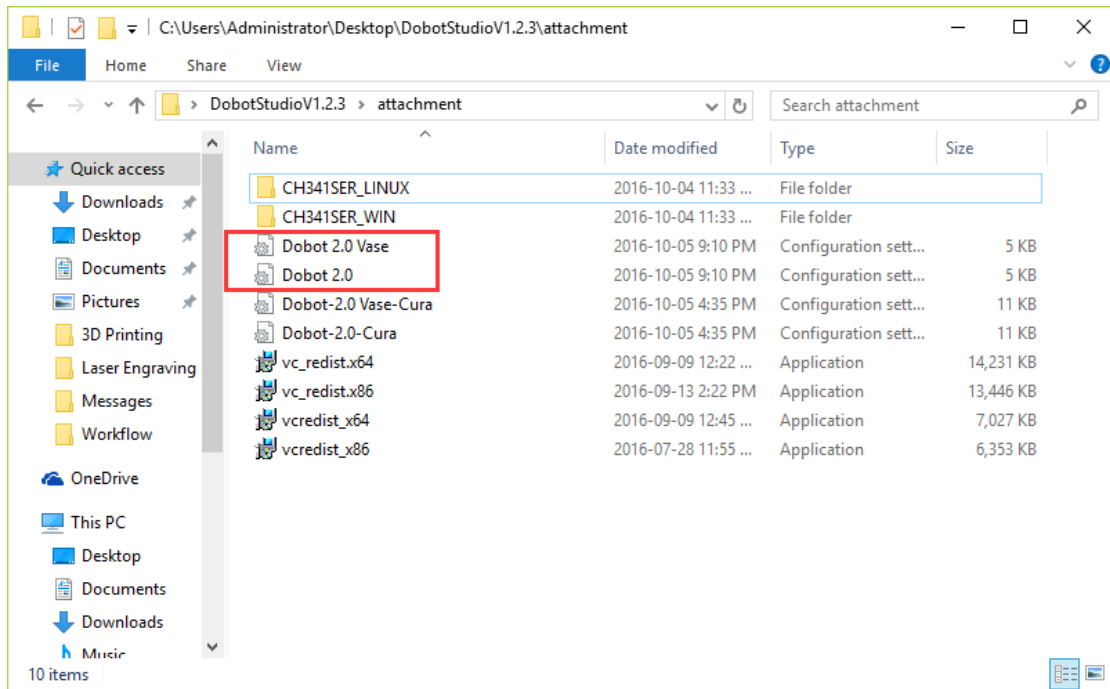 C:\Users\Administrator\Desktop\DobotStudioV1.2.3\attachment
File Home Share View
DobotStudioV1.2.3 > attachment
Search attachment
Name Date modified Type Size
Quick access
Downloads
Desktop
Documents
Pictures
3D Printing
Laser Engraving
Messages
Workflow
OneDrive
This PC
Desktop
Documents
Downloads
Music
CH341SER_LINUX 2016-10-04 11:33 ... File folder
CH341SER_WIN 2016-10-04 11:33 ... File folder
Dobot 2.0 Vase 2016-10-05 9:10 PM Configuration sett... 5 KB
Dobot 2.0 2016-10-05 9:10 PM Configuration sett... 5 KB
Dobot-2.0 Vase-Cura 2016-10-05 4:35 PM Configuration sett... 11 KB
Dobot-2.0-Cura 2016-10-05 4:35 PM Configuration sett... 11 KB
vc_redist.x64 2016-09-09 12:22 ... Application 14,231 KB
vc_redist.x86 2016-09-13 2:22 PM Application 13,446 KB
vcredist_x64 2016-09-09 12:45 ... Application 7,027 KB
vcredist_x86 2016-07-28 11:55 ... Application 6,353 KB
10 items